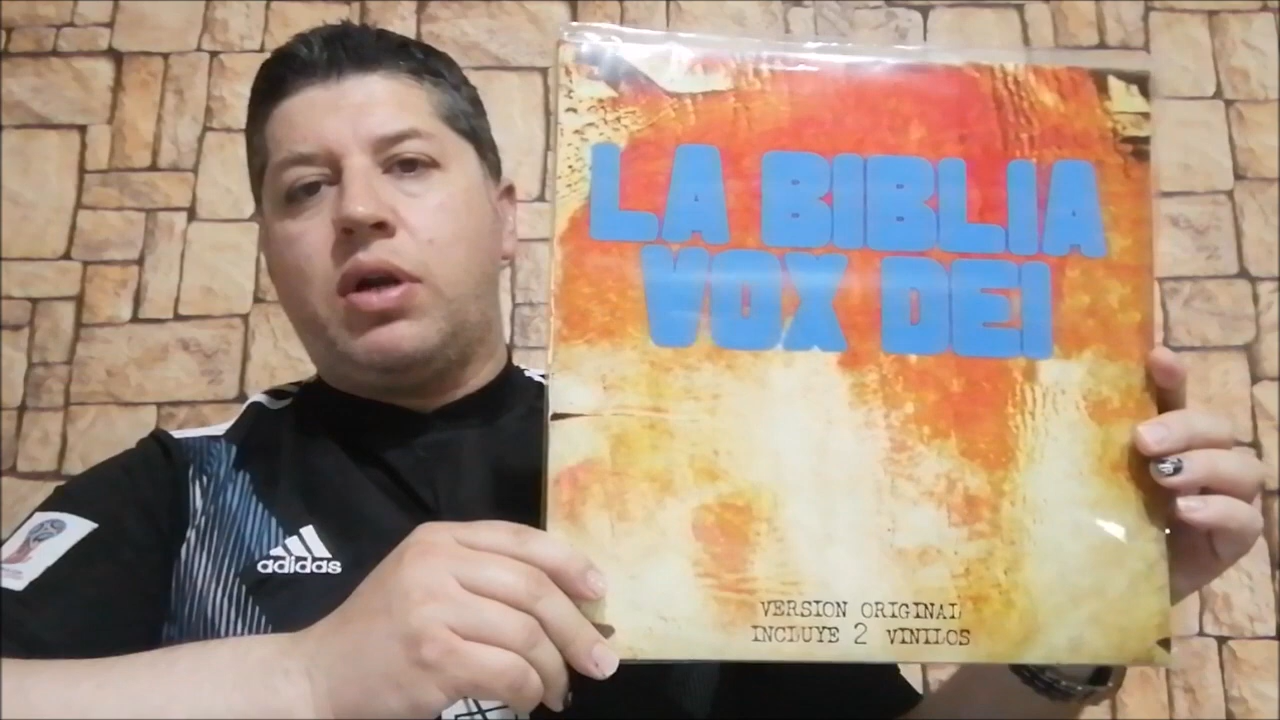 LA BIBLIA
VOX DEI
adidas
VERSION ORIGINAL
INCLUYE 2 VINILOS